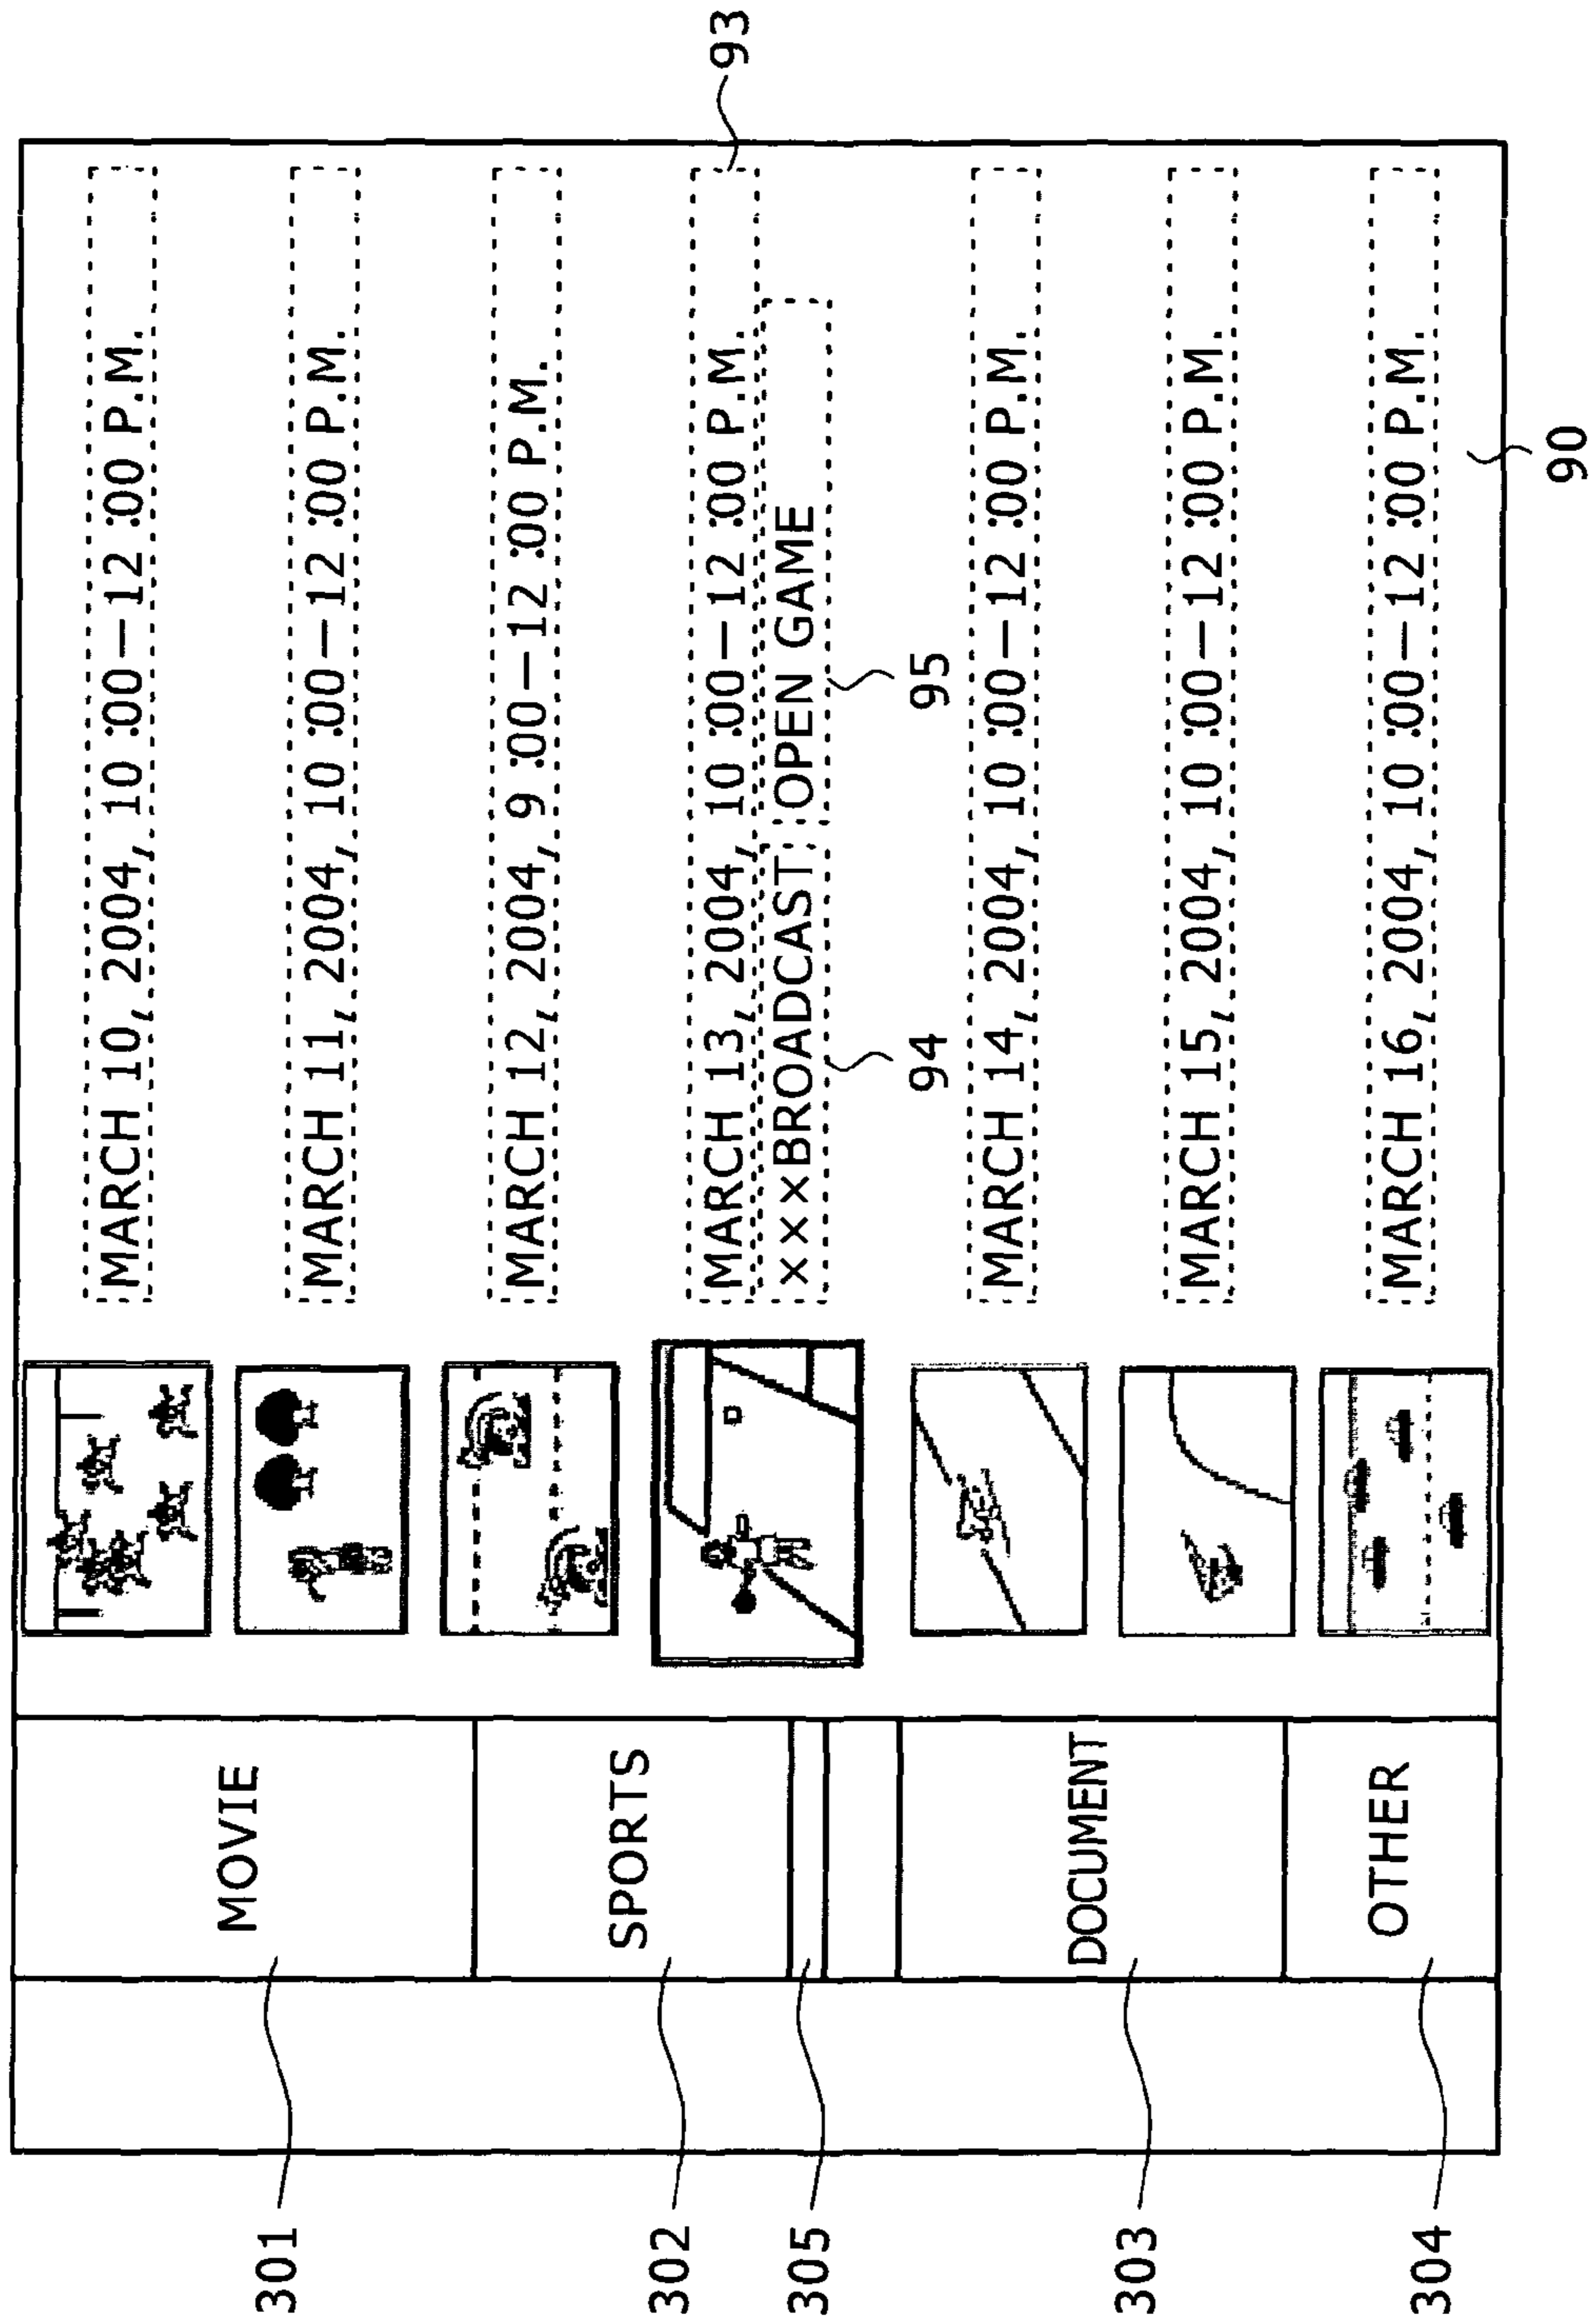 MOVIE
SPORTS
DOCUMENT
OTHER
MARCH 10, 2004, 10 :00−12 :00 P.M.
MARCH 11, 2004, 10 :00−12 :00 P.M.
MARCH 12, 2004, 9 :00−12 :00 P.M.
MARCH 13, 2004, 10 :00−12 :00 P.M.
×××BROADCAST OPEN GAME
MARCH 14, 2004, 10 :00−12 :00 P.M.
MARCH 15, 2004, 10 :00−12 :00 P.M.
MARCH 16, 2004, 10 :00−12 :00 P.M.
301
302
305
303
304
93
94
95
90